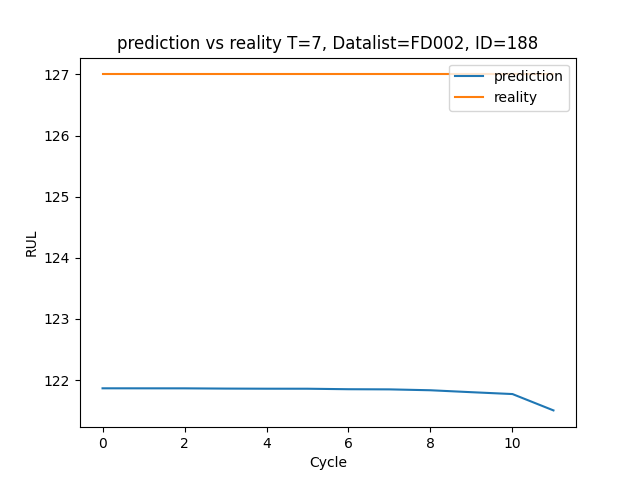 prediction vs reality T=7, Datalist=FD002, ID=188
127
126
125
124
123
122
RUL
prediction
reality
0 2 4 6 8 10
Cycle